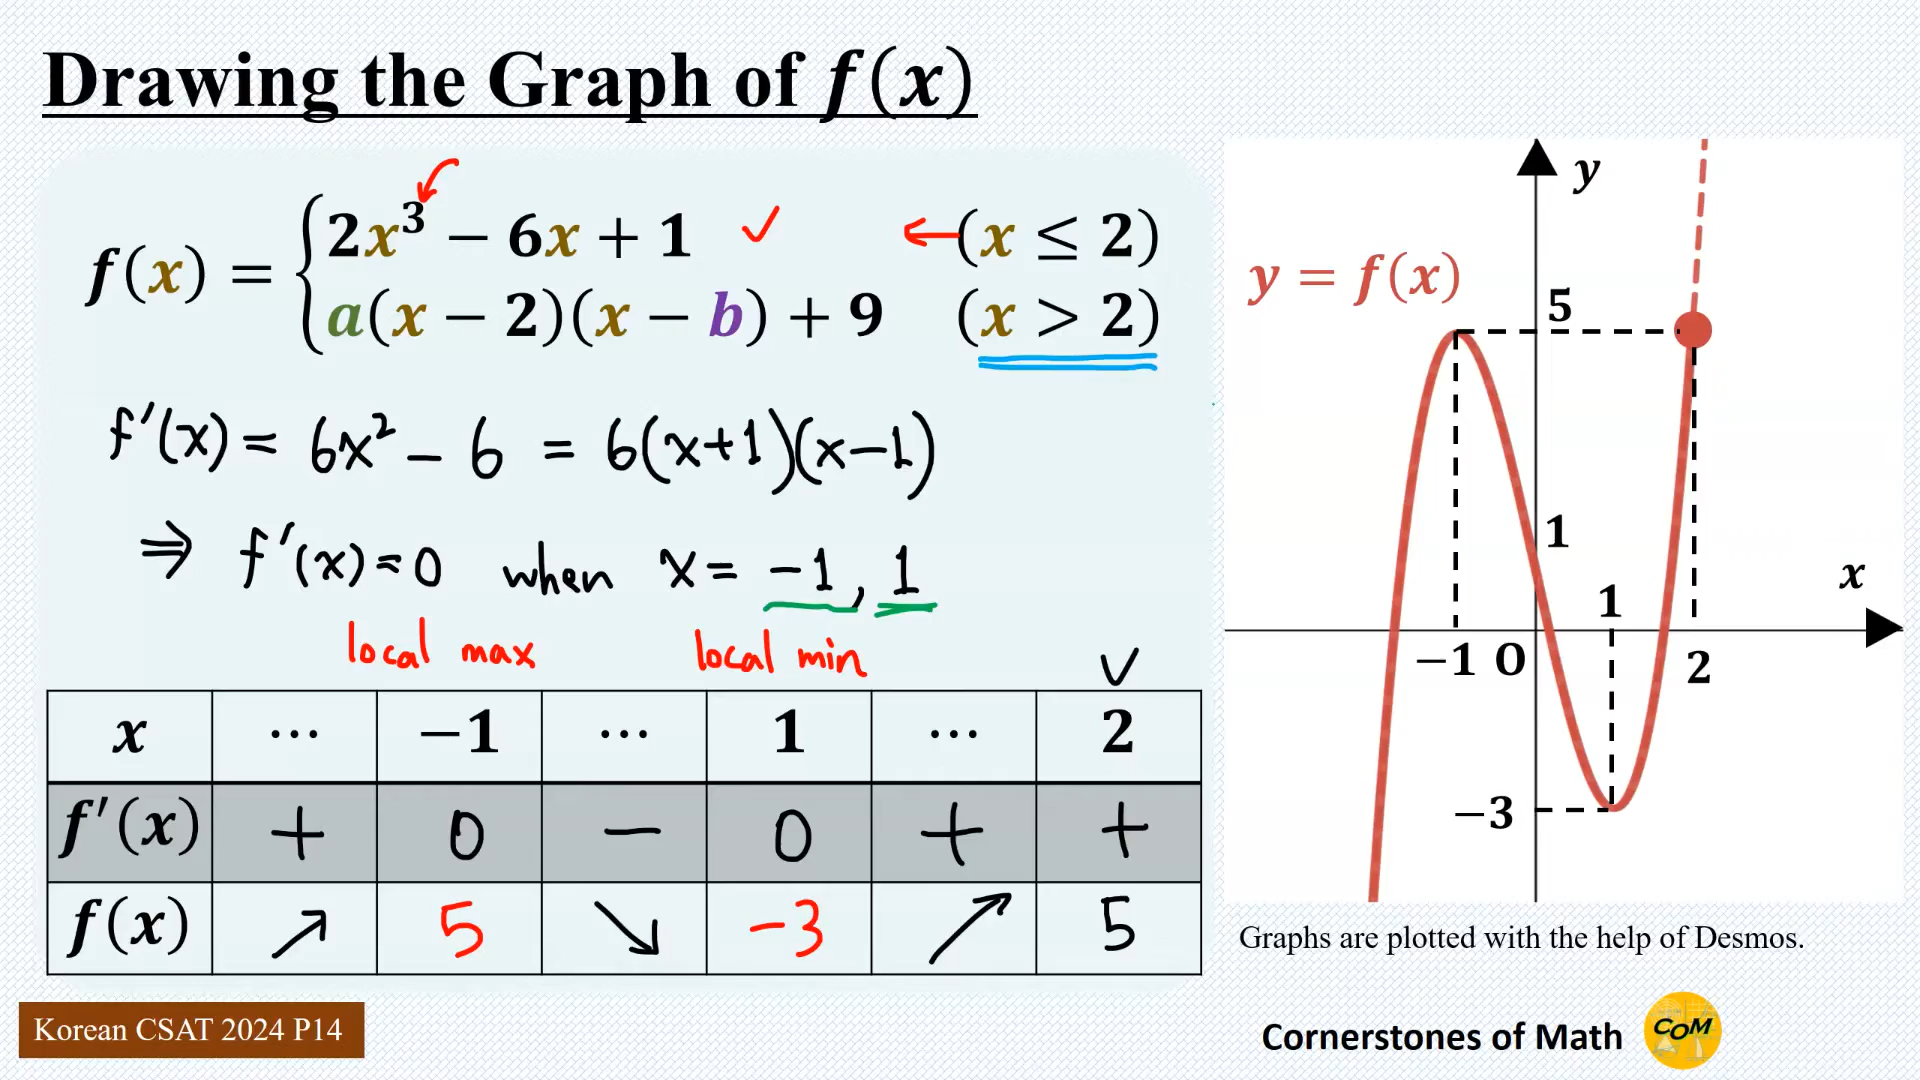 Drawing the Graph of f(x)
f(x) = { 2x³ − 6x + 1 ✓ ← (x ≤ 2)
a(x − 2)(x − b) + 9 (x > 2)
f'(x) = 6x² − 6 = 6(x+1)(x−1)
⇒ f'(x)=0 when x = −1, 1
local max local min ∨
x ⋯ −1 ⋯ 1 ⋯ 2
f'(x) + 0 − 0 + +
f(x) ↗ 5 ↘ −3 ↗ 5
y
y = f(x)
5
1
x
1
−1 0 2
−3
Graphs are plotted with the help of Desmos.
Korean CSAT 2024 P14
Cornerstones of Math
COM